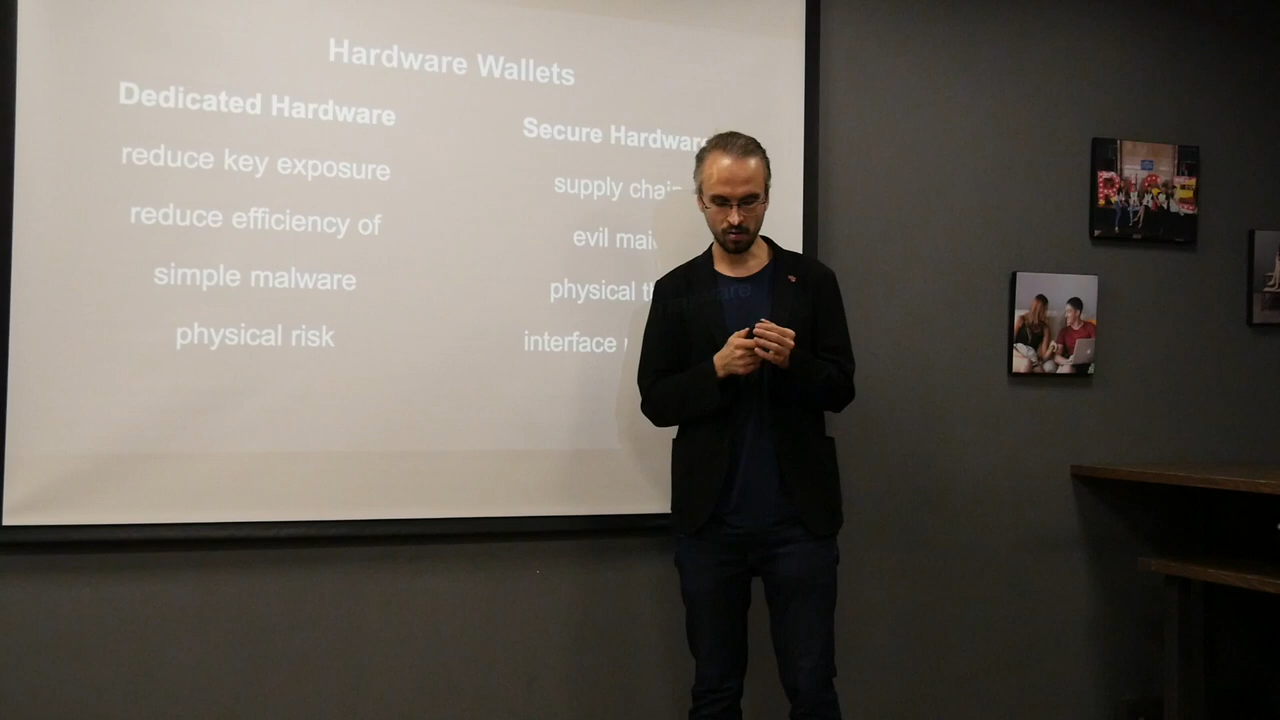 Hardware Wallets
Dedicated Hardware
reduce key exposure
reduce efficiency of
simple malware
physical risk
Secure Hardware
supply
evil
physical
interface